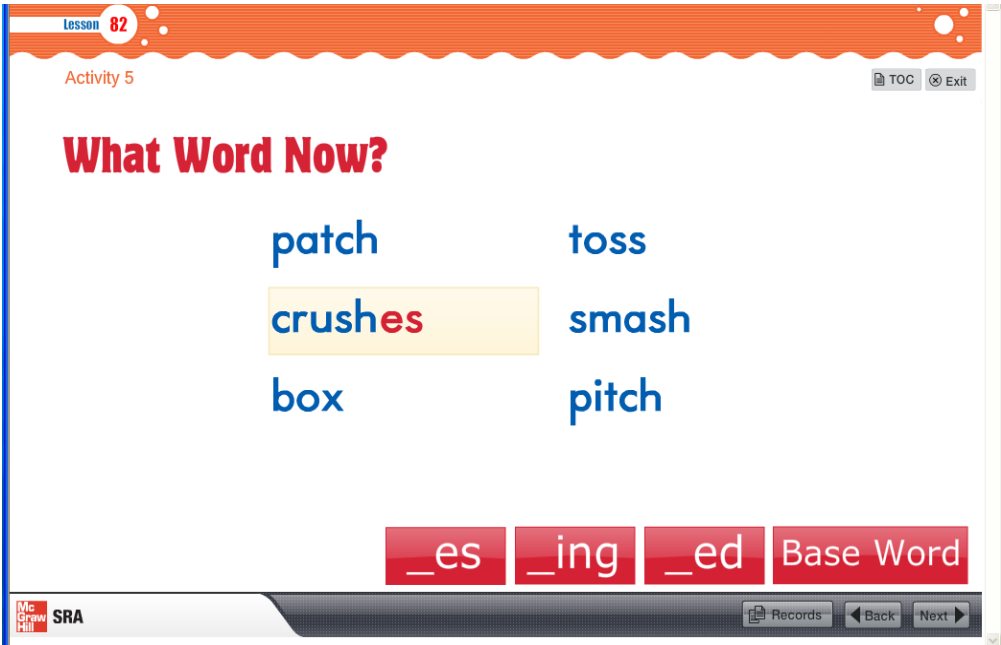 Lesson 82
Activity 5
TOC Exit
What Word Now?
patch toss
crushes smash
box pitch
_es _ing _ed Base Word
Mc
Graw SRA
Hill
Records Back Next